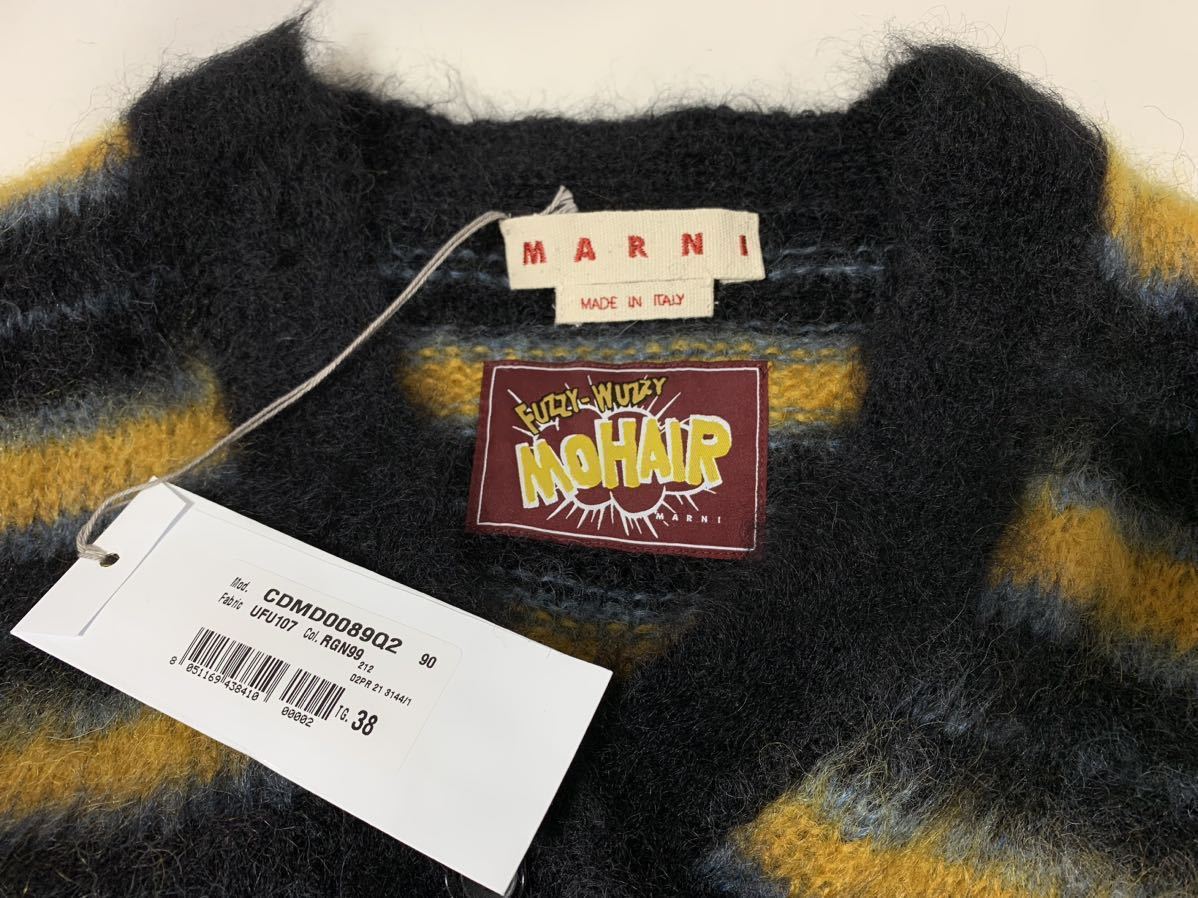 MARNI
MADE IN ITALY
FUZZY-WUZZY
MOHAIR
MARNI
Mod. CDMD0089Q2 90
Fabric UFU107 Col. RGN99
212
02PR 21 3144/1
8 051169 438410
00002
TG. 38